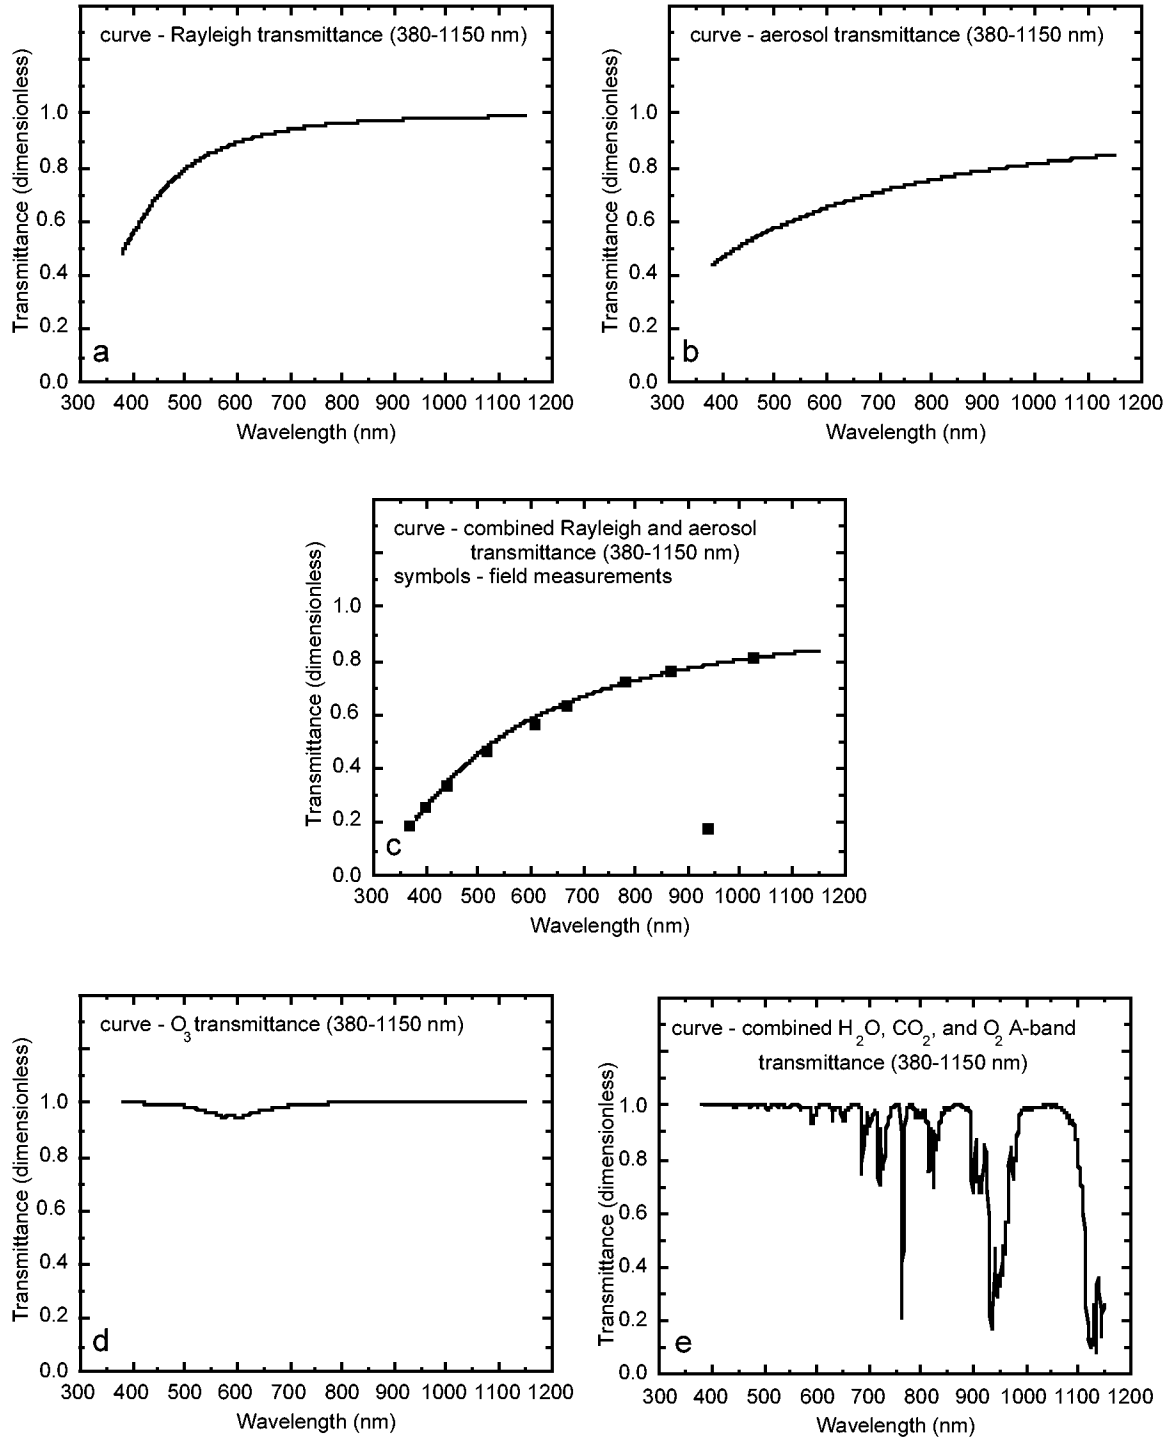 curve - Rayleigh transmittance (380-1150 nm)
Transmittance (dimensionless)
1.0
0.8
0.6
0.4
0.2
0.0
a
300 400 500 600 700 800 900 1000 1100 1200
Wavelength (nm)
curve - aerosol transmittance (380-1150 nm)
Transmittance (dimensionless)
1.0
0.8
0.6
0.4
0.2
0.0
b
300 400 500 600 700 800 900 1000 1100 1200
Wavelength (nm)
curve - combined Rayleigh and aerosol
transmittance (380-1150 nm)
symbols - field measurements
Transmittance (dimensionless)
1.0
0.8
0.6
0.4
0.2
0.0
c
300 400 500 600 700 800 900 1000 1100 1200
Wavelength (nm)
curve - O3 transmittance (380-1150 nm)
Transmittance (dimensionless)
1.0
0.8
0.6
0.4
0.2
0.0
d
300 400 500 600 700 800 900 1000 1100 1200
Wavelength (nm)
curve - combined H2O, CO2, and O2 A-band
transmittance (380-1150 nm)
Transmittance (dimensionless)
1.0
0.8
0.6
0.4
0.2
0.0
e
300 400 500 600 700 800 900 1000 1100 1200
Wavelength (nm)